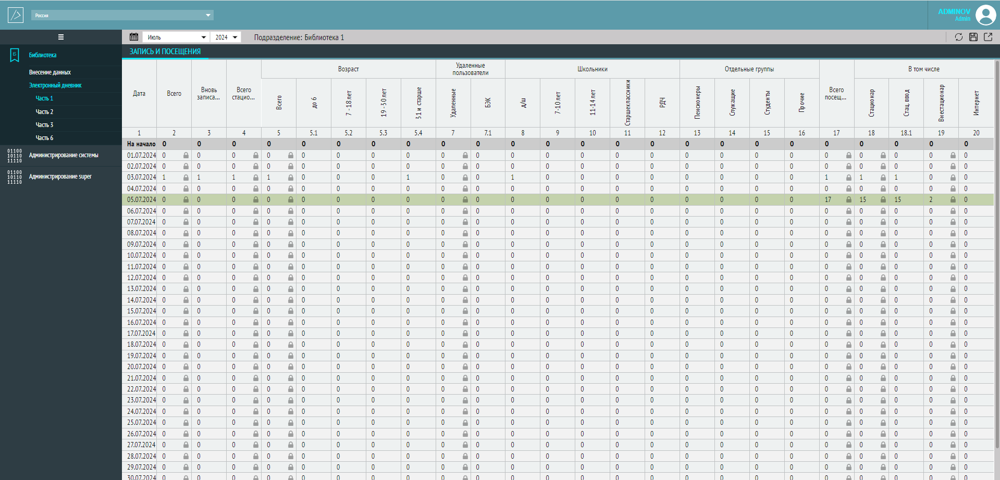 Россия
ADMINOV
Admin
Июль 2024 Подразделение: Библиотека 1
Б Библиотека
Внесение данных
Электронный дневник
Часть 1
Часть 2
Часть 3
Часть 6
01100
10110
11110
Администрирование системы
01100
10110
11110
Администрирование super
ЗАПИСЬ И ПОСЕЩЕНИЯ
Дата
Всего
Вновь
записа...
Всего
стацио...
Возраст
Всего
до 6
7 - 18 лет
19 - 30 лет
31 и старше
Удаленные
пользователи
Удаленные
БЭК
Школьники
д/ш
7-10 лет
11-14 лет
Старшеклассники
РДЧ
Отдельные группы
Пенсионеры
Служащие
Студенты
Прочие
Всего
посещ...
В том числе
Стационар
Стац. ввод
Внестационар
Интернет
1 2 3 4 5 5.1 5.2 5.3 5.4 7 7.1 8 9 10 11 12 13 14 15 16 17 18 18.1 19 20
На начало 0 0 0 0 0 0 0 0 0 0 0 0 0 0 0 0 0 0 0 0 0 0 0 0
01.07.2024 0 0 0 0 0 0 0 0 0 0 0 0 0 0 0 0 0 0 0 0 0 0 0 0
02.07.2024 0 0 0 0 0 0 0 0 0 0 0 0 0 0 0 0 0 0 0 0 0 0 0 0
03.07.2024 1 1 1 1 0 0 0 1 0 0 1 0 0 0 0 0 0 0 0 1 1 1 0 0
04.07.2024 0 0 0 0 0 0 0 0 0 0 0 0 0 0 0 0 0 0 0 0 0 0 0 0
05.07.2024 0 0 0 0 0 0 0 0 0 0 0 0 0 0 0 0 0 0 0 17 15 15 2 0
06.07.2024 0 0 0 0 0 0 0 0 0 0 0 0 0 0 0 0 0 0 0 0 0 0 0 0
07.07.2024 0 0 0 0 0 0 0 0 0 0 0 0 0 0 0 0 0 0 0 0 0 0 0 0
08.07.2024 0 0 0 0 0 0 0 0 0 0 0 0 0 0 0 0 0 0 0 0 0 0 0 0
09.07.2024 0 0 0 0 0 0 0 0 0 0 0 0 0 0 0 0 0 0 0 0 0 0 0 0
10.07.2024 0 0 0 0 0 0 0 0 0 0 0 0 0 0 0 0 0 0 0 0 0 0 0 0
11.07.2024 0 0 0 0 0 0 0 0 0 0 0 0 0 0 0 0 0 0 0 0 0 0 0 0
12.07.2024 0 0 0 0 0 0 0 0 0 0 0 0 0 0 0 0 0 0 0 0 0 0 0 0
13.07.2024 0 0 0 0 0 0 0 0 0 0 0 0 0 0 0 0 0 0 0 0 0 0 0 0
14.07.2024 0 0 0 0 0 0 0 0 0 0 0 0 0 0 0 0 0 0 0 0 0 0 0 0
15.07.2024 0 0 0 0 0 0 0 0 0 0 0 0 0 0 0 0 0 0 0 0 0 0 0 0
16.07.2024 0 0 0 0 0 0 0 0 0 0 0 0 0 0 0 0 0 0 0 0 0 0 0 0
17.07.2024 0 0 0 0 0 0 0 0 0 0 0 0 0 0 0 0 0 0 0 0 0 0 0 0
18.07.2024 0 0 0 0 0 0 0 0 0 0 0 0 0 0 0 0 0 0 0 0 0 0 0 0
19.07.2024 0 0 0 0 0 0 0 0 0 0 0 0 0 0 0 0 0 0 0 0 0 0 0 0
20.07.2024 0 0 0 0 0 0 0 0 0 0 0 0 0 0 0 0 0 0 0 0 0 0 0 0
21.07.2024 0 0 0 0 0 0 0 0 0 0 0 0 0 0 0 0 0 0 0 0 0 0 0 0
22.07.2024 0 0 0 0 0 0 0 0 0 0 0 0 0 0 0 0 0 0 0 0 0 0 0 0
23.07.2024 0 0 0 0 0 0 0 0 0 0 0 0 0 0 0 0 0 0 0 0 0 0 0 0
24.07.2024 0 0 0 0 0 0 0 0 0 0 0 0 0 0 0 0 0 0 0 0 0 0 0 0
25.07.2024 0 0 0 0 0 0 0 0 0 0 0 0 0 0 0 0 0 0 0 0 0 0 0 0
26.07.2024 0 0 0 0 0 0 0 0 0 0 0 0 0 0 0 0 0 0 0 0 0 0 0 0
27.07.2024 0 0 0 0 0 0 0 0 0 0 0 0 0 0 0 0 0 0 0 0 0 0 0 0
28.07.2024 0 0 0 0 0 0 0 0 0 0 0 0 0 0 0 0 0 0 0 0 0 0 0 0
29.07.2024 0 0 0 0 0 0 0 0 0 0 0 0 0 0 0 0 0 0 0 0 0 0 0 0
30.07.2024 0 0 0 0 0 0 0 0 0 0 0 0 0 0 0 0 0 0 0 0 0 0 0 0